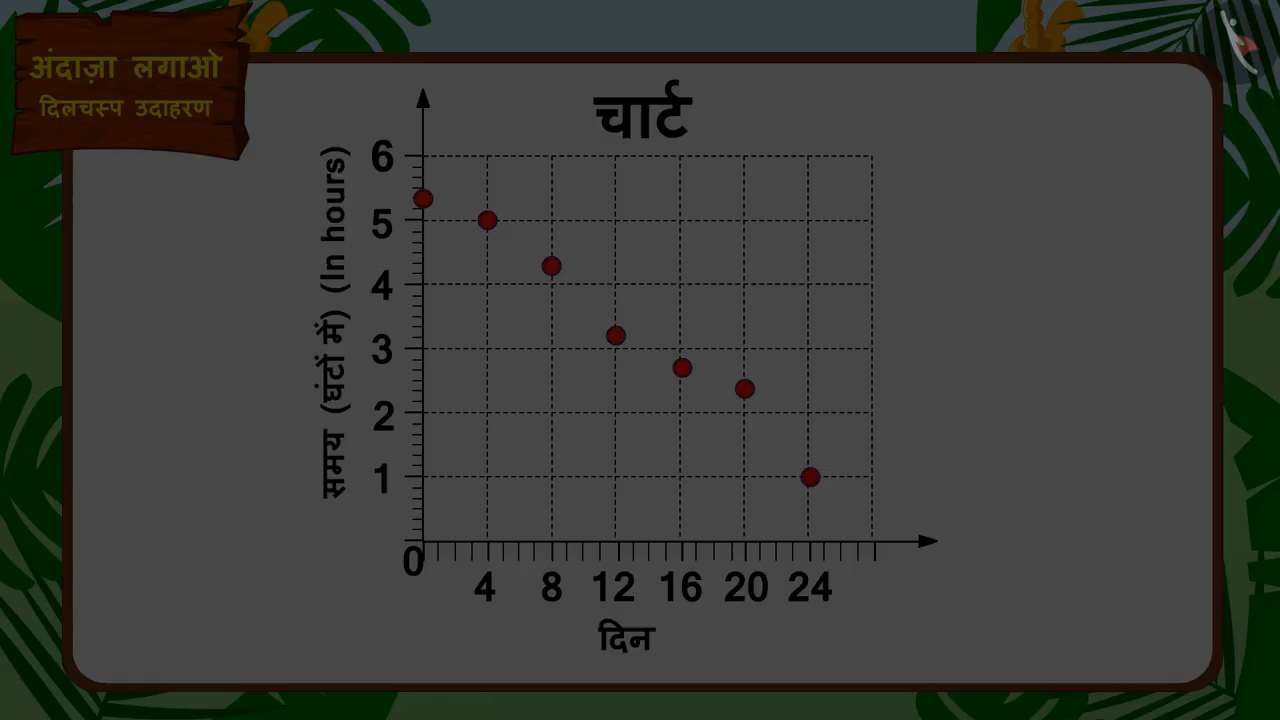 अंदाज़ा लगाओ
दिलचस्प उदाहरण
चार्ट
समय (घंटों में) (In hours)
6
5
4
3
2
1
0
4 8 12 16 20 24
दिन